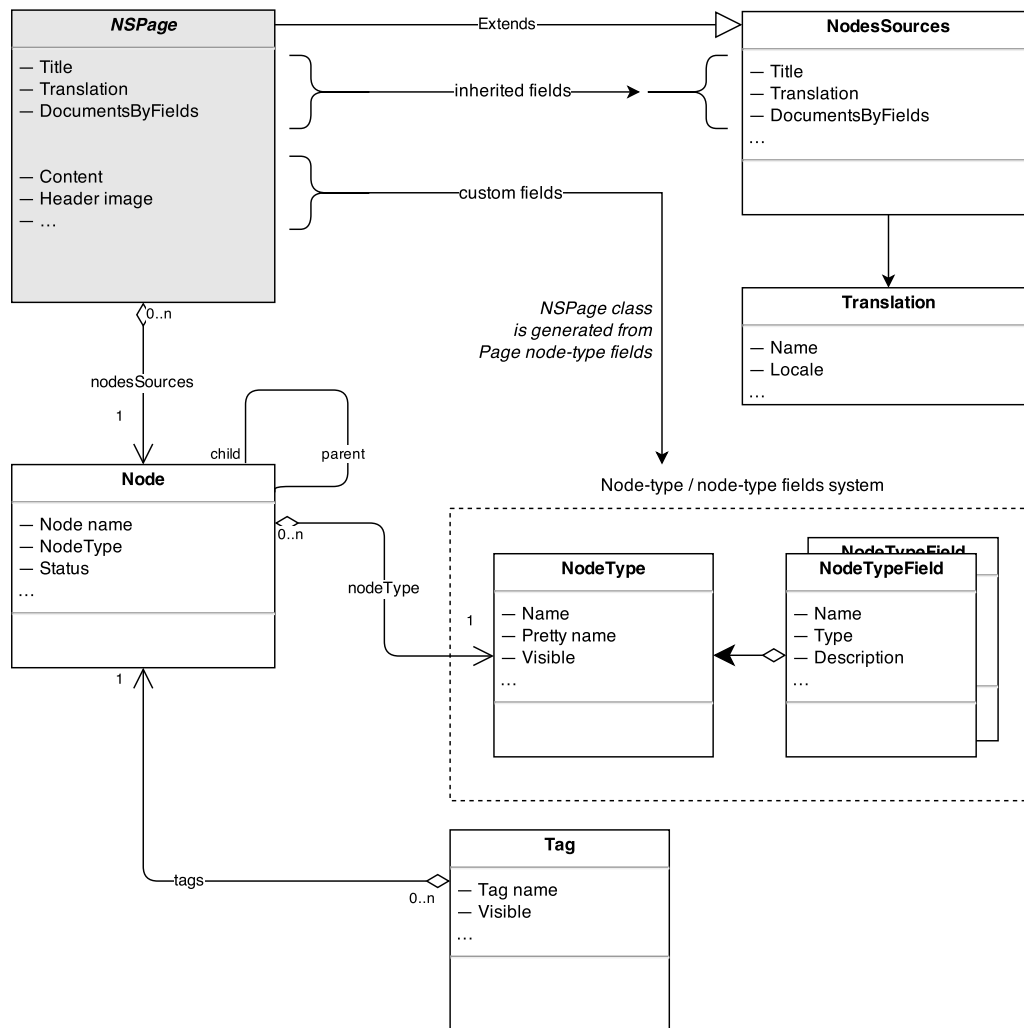 NSPage
— Title
— Translation
— DocumentsByFields
— Content
— Header image
— …
Extends
inherited fields
custom fields
NodesSources
— Title
— Translation
— DocumentsByFields
…
NSPage class
is generated from
Page node-type fields
Translation
— Name
— Locale
…
0..n
nodesSources
1
child
parent
Node
— Node name
— NodeType
— Status
…
0..n
nodeType
1
Node-type / node-type fields system
NodeType
— Name
— Pretty name
— Visible
…
NodeTypeField
NodeTypeField
— Name
— Type
— Description
…
1
tags
0..n
Tag
— Tag name
— Visible
…